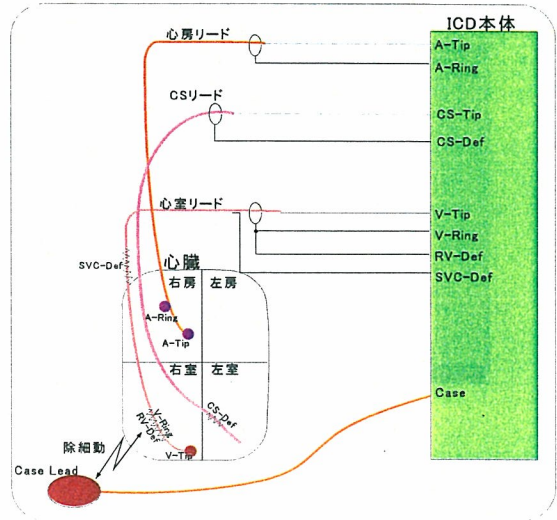 ICD本体
心房リード
A-Tip
A-Ring
CSリード
CS-Tip
CS-Def
心室リード
V-Tip
V-Ring
RV-Def
SVC-Def
SVC-Def
心臓
右房 左房
A-Ring
A-Tip
右室 左室
CS-Def
V-Ring
RV-Def
V-Tip
Case
除細動
Case Lead